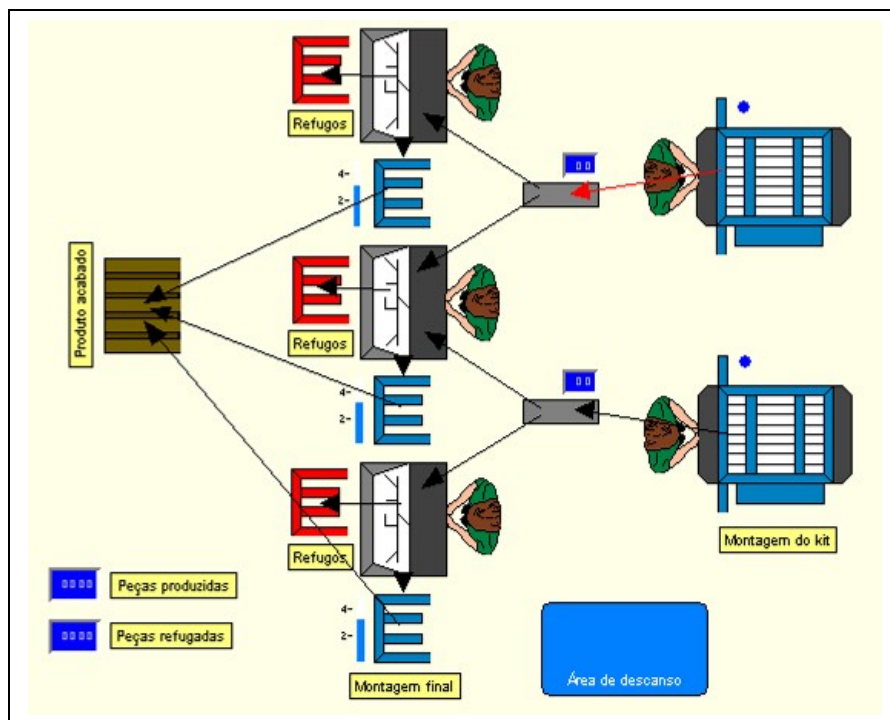 Refugos
4-
2-
00
Produto acabado
Refugos
4-
2-
00
Refugos
Montagem do kit
Peças produzidas
0000
4-
2-
Peças refugadas
0000
Montagem final
Área de descanso